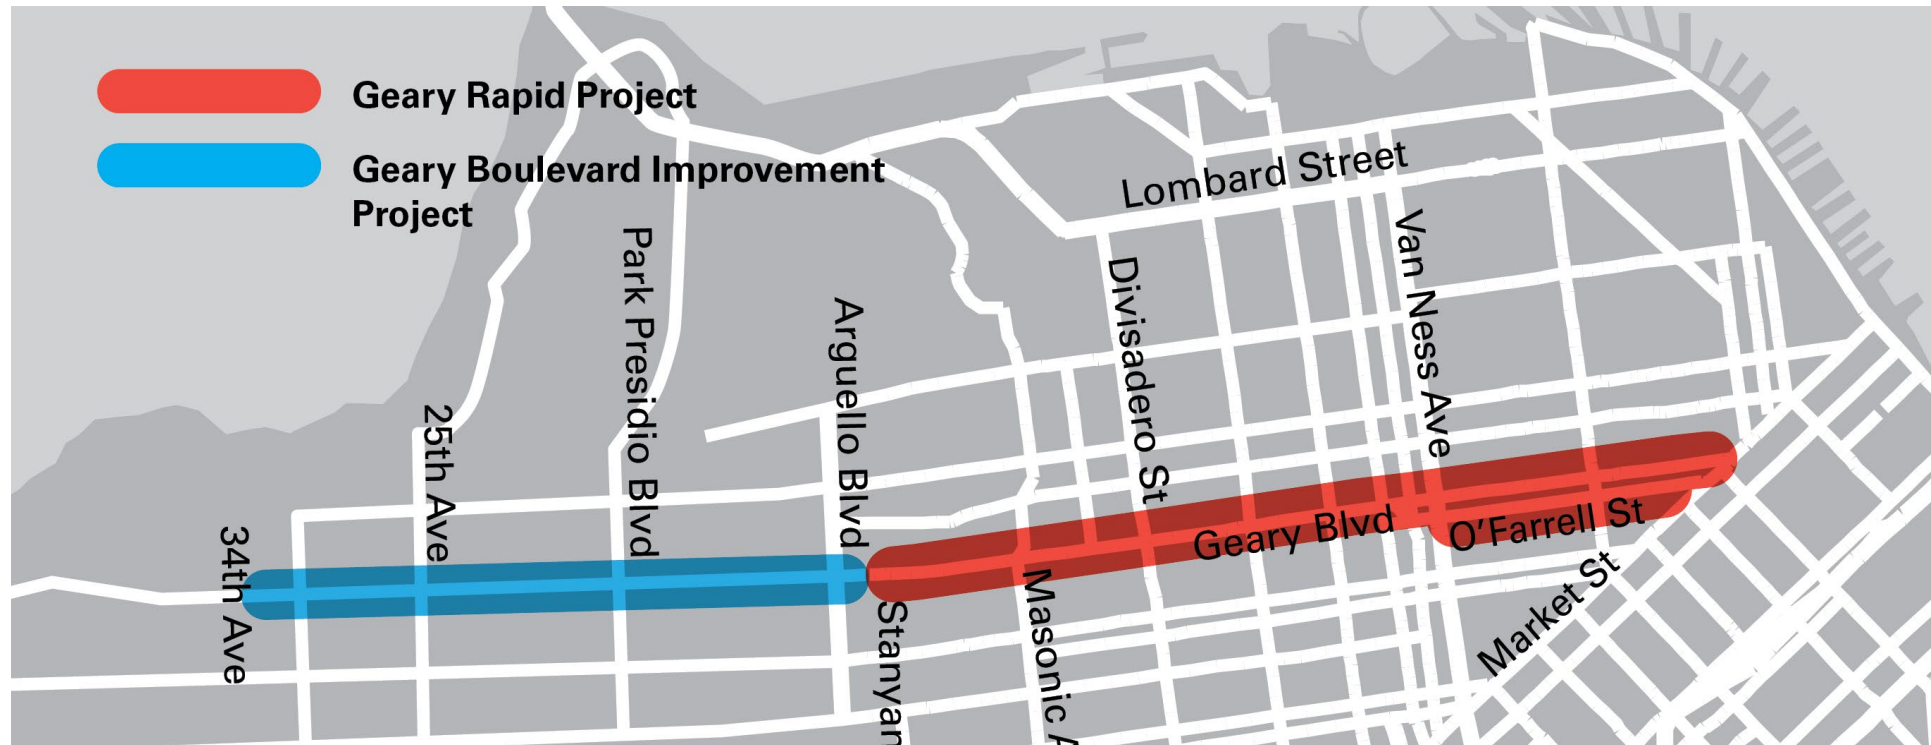 Geary Rapid Project
Geary Boulevard Improvement
Project
Lombard Street
Van Ness Ave
Park Presidio Blvd
Divisadero St
Arguello Blvd
25th Ave
34th Ave
Geary Blvd
O'Farrell St
Market St
Stanyan
Masonic A